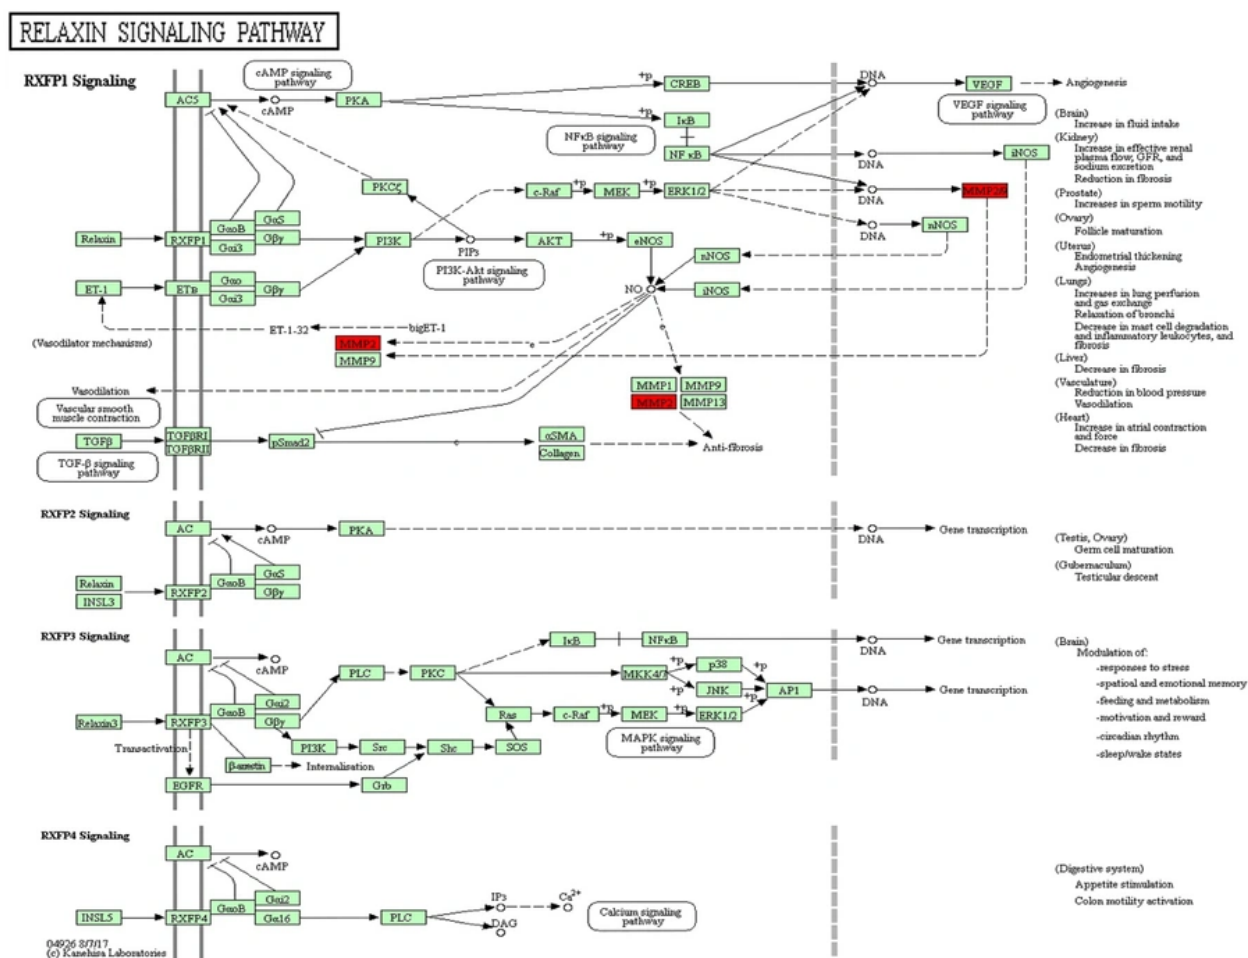 RELAXIN SIGNALING PATHWAY
RXFP1 Signaling
cAMP signaling
pathway
AC5
cAMP
PKA
+p
CREB
DNA
VEGF
Angiogenesis
VEGF signaling
pathway
+p
IκB
NFκB signaling
pathway
NFκB
DNA
iNOS
PKCζ
c-Raf
+p
MEK
+p
ERK1/2
DNA
MMP2/9
DNA
nNOS
Relaxin
RXFP1
GαoB
GαS
Gαi3
Gβγ
PI3K
PIP3
AKT
+p
eNOS
nNOS
PI3K-Akt signaling
pathway
ET-1
ETB
Gαo
Gαi3
Gβγ
NO
iNOS
ET-1-32
bigET-1
e
e
(Vasodilator mechanisms)
MMP2
MMP9
Vasodilation
MMP1
MMP9
MMP2
MMP13
Vascular smooth
muscle contraction
TGFβ
TGFβRI
TGFβRII
pSmad2
e
αSMA
Collagen
Anti-fibrosis
TGF-β signaling
pathway
(Brain)
Increase in fluid intake
(Kidney)
Increase in effective renal
plasma flow, GFR, and
sodium excretion
Reduction in fibrosis
(Prostate)
Increases in sperm motility
(Ovary)
Follicle maturation
(Uterus)
Endometrial thickening
Angiogenesis
(Lungs)
Increases in lung perfusion
and gas exchange
Relaxation of bronchi
Decrease in mast cell degradation
and inflammatory leukocytes, and
fibrosis
(Liver)
Decrease in fibrosis
(Vasculature)
Reduction in blood pressure
Vasodilation
(Heart)
Increase in atrial contraction
and force
Decrease in fibrosis
RXFP2 Signaling
AC
cAMP
PKA
DNA
Gene transcription
Relaxin
INSL3
RXFP2
GαoB
GαS
Gβγ
(Testis, Ovary)
Germ cell maturation
(Gubernaculum)
Testicular descent
RXFP3 Signaling
AC
cAMP
IκB
NFκB
DNA
Gene transcription
PLC
PKC
MKK4/7
+p
p38
+p
+p
JNK
+p
AP1
DNA
Gene transcription
Relaxin3
RXFP3
GαoB
Gαi2
Gβγ
Ras
c-Raf
+p
MEK
+p
ERK1/2
MAPK signaling
pathway
Transactivation
PI3K
Src
Shc
SOS
β-arrestin
Internalisation
EGFR
Grb
(Brain)
Modulation of:
-responses to stress
-spatial and emotional memory
-feeding and metabolism
-motivation and reward
-circadian rhythm
-sleep/wake states
RXFP4 Signaling
AC
cAMP
INSL5
RXFP4
GαoB
Gαi2
Gα16
PLC
IP3
Ca2+
DAG
Calcium signaling
pathway
(Digestive system)
Appetite stimulation
Colon motility activation
04926 8/7/17
(c) Kanehisa Laboratories